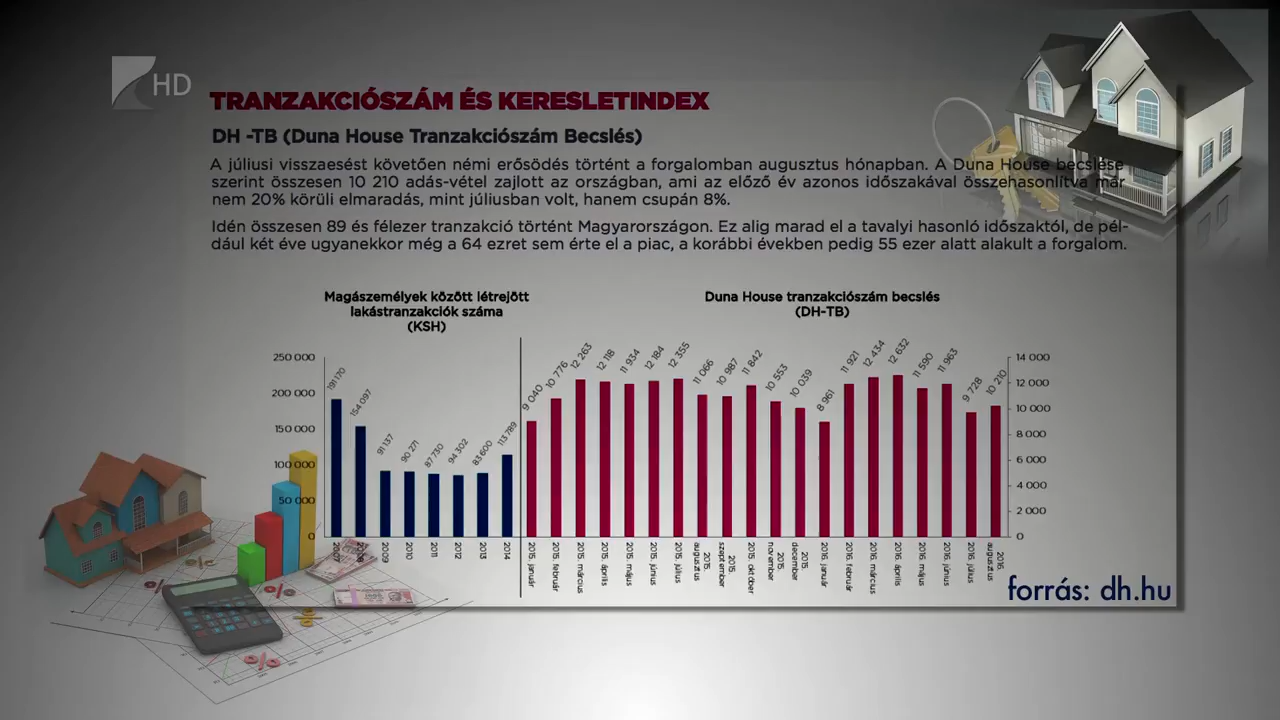 HD
TRANZAKCIÓSZÁM ÉS KERESLETINDEX
DH -TB (Duna House Tranzakciószám Becslés)
A júliusi visszaesést követően némi erősödés történt a forgalomban augusztus hónapban. A Duna House becslése
szerint összesen 10 210 adás-vétel zajlott az országban, ami az előző év azonos időszakával összehasonlítva már
nem 20% körüli elmaradás, mint júliusban volt, hanem csupán 8%.
Idén összesen 89 és félezer tranzakció történt Magyarországon. Ez alig marad el a tavalyi hasonló időszaktól, de pél-
dául két éve ugyanekkor még a 64 ezret sem érte el a piac, a korábbi években pedig 55 ezer alatt alakult a forgalom.
Magászemélyek között létrejött
lakástranzakciók száma
(KSH)
250 000
200 000
150 000
100 000
50 000
0
191 170
154 097
91 137
90 271
87 730
94 302
83 600
113 789
2007
2008
2009
2010
2011
2012
2013
2014
Duna House tranzakciószám becslés
(DH-TB)
9 040
10 776
12 263
12 118
11 934
12 184
12 355
11 066
10 987
11 842
10 553
10 039
8 961
11 921
12 434
12 632
11 590
11 963
9 728
10 210
14 000
12 000
10 000
8 000
6 000
4 000
2 000
0
2015. január
2015. február
2015. március
2015. április
2015. május
2015. június
2015. július
2015. augusztus
2015. szeptember
2015. október
2015. november
2015. december
2016. január
2016. február
2016. március
2016. április
2016. május
2016. június
2016. július
2016. augusztus
forrás: dh.hu